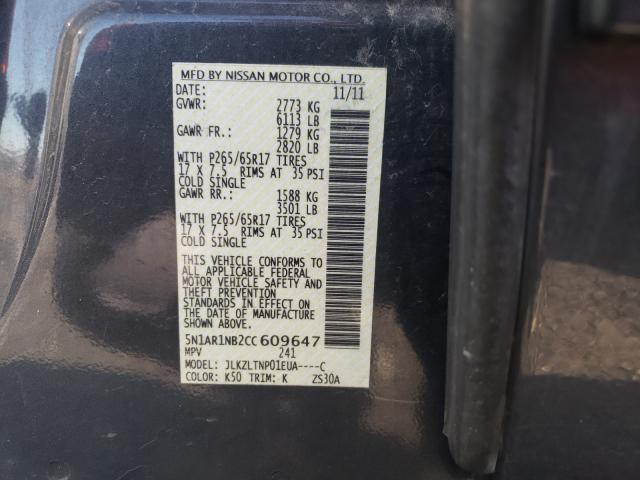 MFD BY NISSAN MOTOR CO., LTD.
DATE: 11/11
GVWR: 2773 KG
6113 LB
GAWR FR: 1279 KG
2820 LB
WITH P265/65R17 TIRES
17 X 7.5 RIMS AT 35 PSI
COLD SINGLE
GAWR RR: 1588 KG
3501 LB
WITH P265/65R17 TIRES
17 X 7.5 RIMS AT 35 PSI
COLD SINGLE
THIS VEHICLE CONFORMS TO
ALL APPLICABLE FEDERAL
MOTOR VEHICLE SAFETY AND
THEFT PREVENTION
STANDARDS IN EFFECT ON
THE DATE OF MANUFACTURE
SHOWN ABOVE.
5N1AR1NB2CC609647
MPV 241
MODEL: JLKZLTNP01EUA----C
COLOR: K50 TRIM: K ZS30A